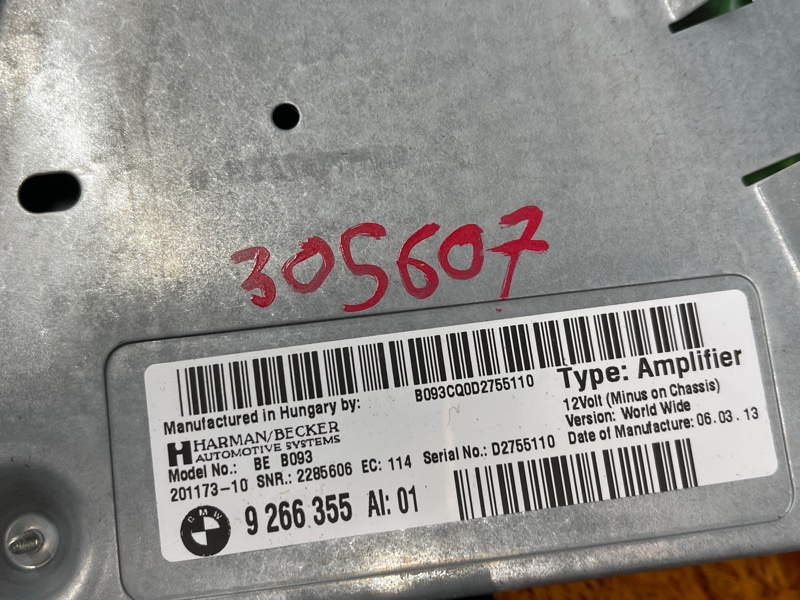 305607
B093CQ0D2755110
Type: Amplifier
Manufactured in Hungary by:
12Volt (Minus on Chassis)
HARMAN/BECKER
AUTOMOTIVE SYSTEMS
Version: World Wide
Model No.: BE B093
Serial No.: D2755110
Date of Manufacture: 06.03.13
201173-10 SNR.: 2285606 EC: 114
BMW
9 266 355 AI: 01